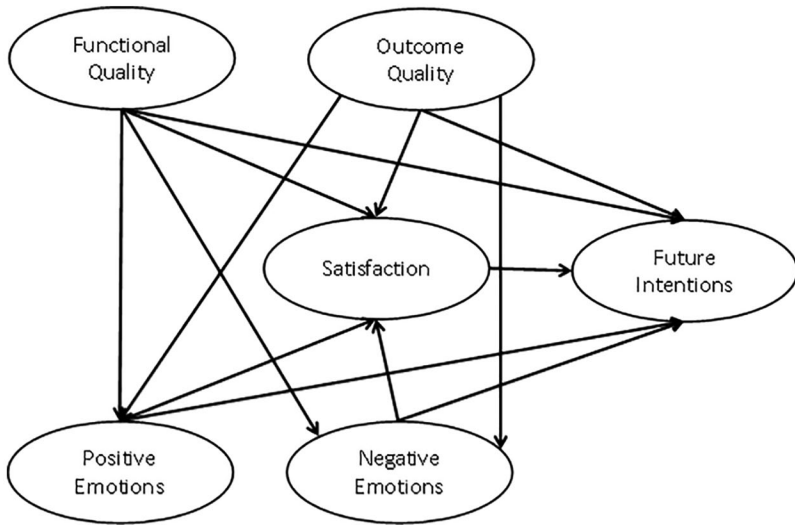 Functional
Quality
Outcome
Quality
Satisfaction
Future
Intentions
Positive
Emotions
Negative
Emotions